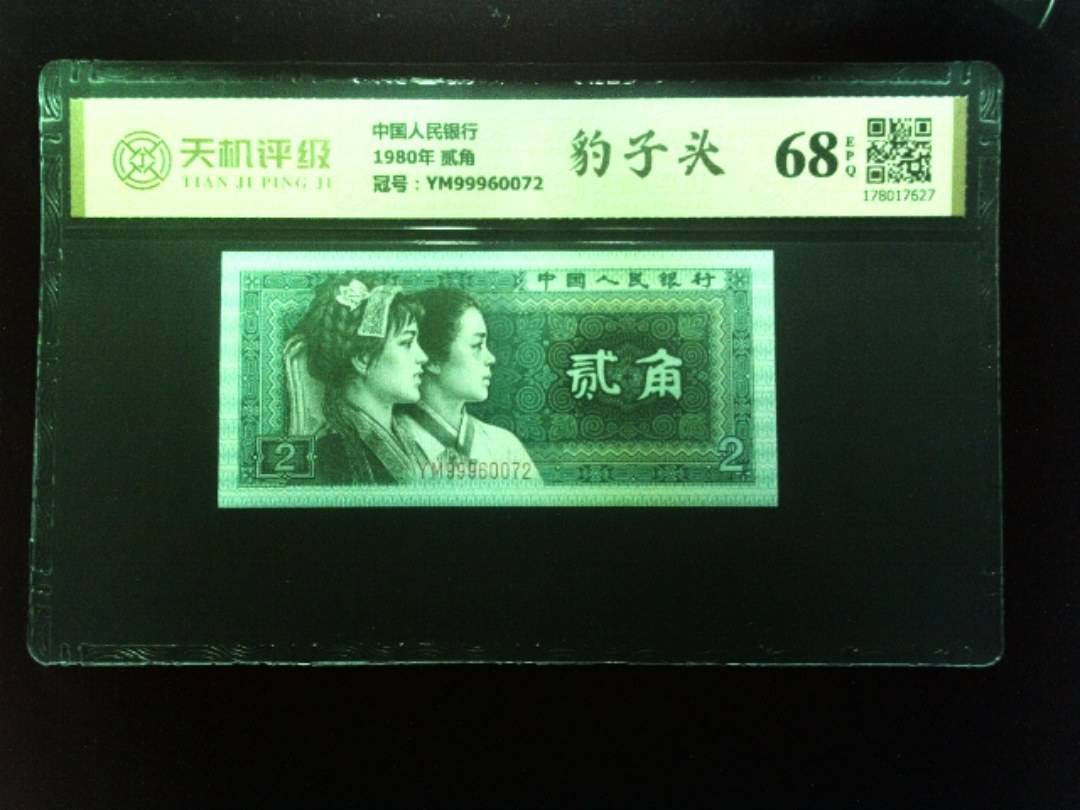 天机评级
TIAN JI PING JI
中国人民银行
1980年 贰角
冠号：YM99960072
豹子头
68
EPQ
178017627
中国人民银行
贰角
2
2
YM99960072